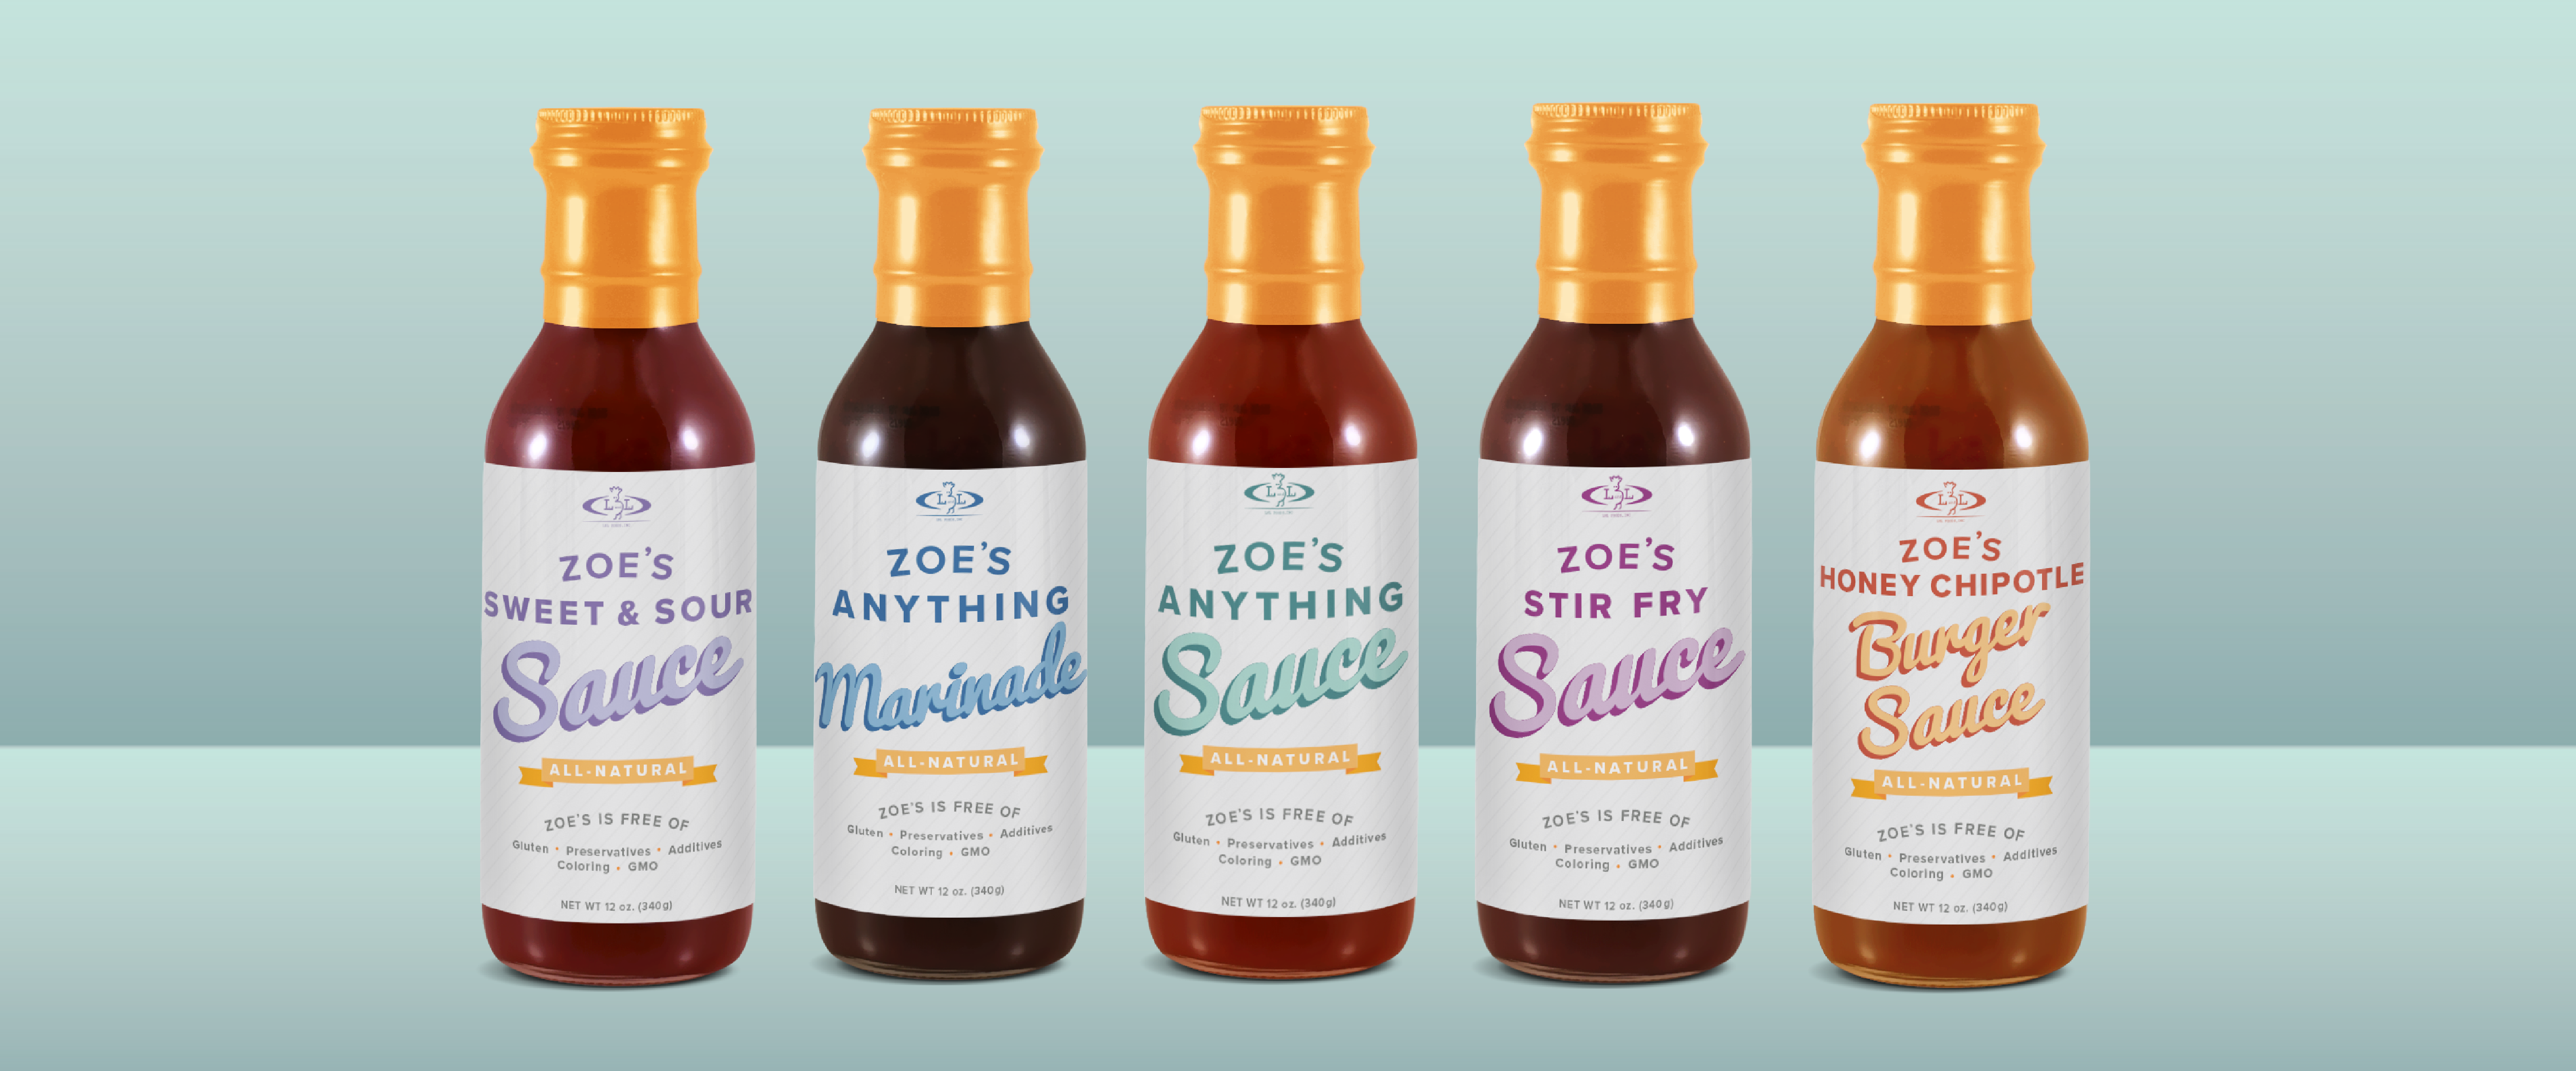 L3L
ZOE'S
SWEET & SOUR
Sauce
ALL-NATURAL
ZOE'S IS FREE OF
Gluten • Preservatives • Additives
Coloring • GMO
NET WT 12 oz. (340g)
L3L
ZOE'S
ANYTHING
Marinade
ALL-NATURAL
ZOE'S IS FREE OF
Gluten • Preservatives • Additives
Coloring • GMO
NET WT 12 oz. (340g)
L3L
ZOE'S
ANYTHING
Sauce
ALL-NATURAL
ZOE'S IS FREE OF
Gluten • Preservatives • Additives
Coloring • GMO
NET WT 12 oz. (340g)
L3L
ZOE'S
STIR FRY
Sauce
ALL-NATURAL
ZOE'S IS FREE OF
Gluten • Preservatives • Additives
Coloring • GMO
NET WT 12 oz. (340g)
L3L
ZOE'S
HONEY CHIPOTLE
Burger
Sauce
ALL-NATURAL
ZOE'S IS FREE OF
Gluten • Preservatives • Additives
Coloring • GMO
NET WT 12 oz. (340g)